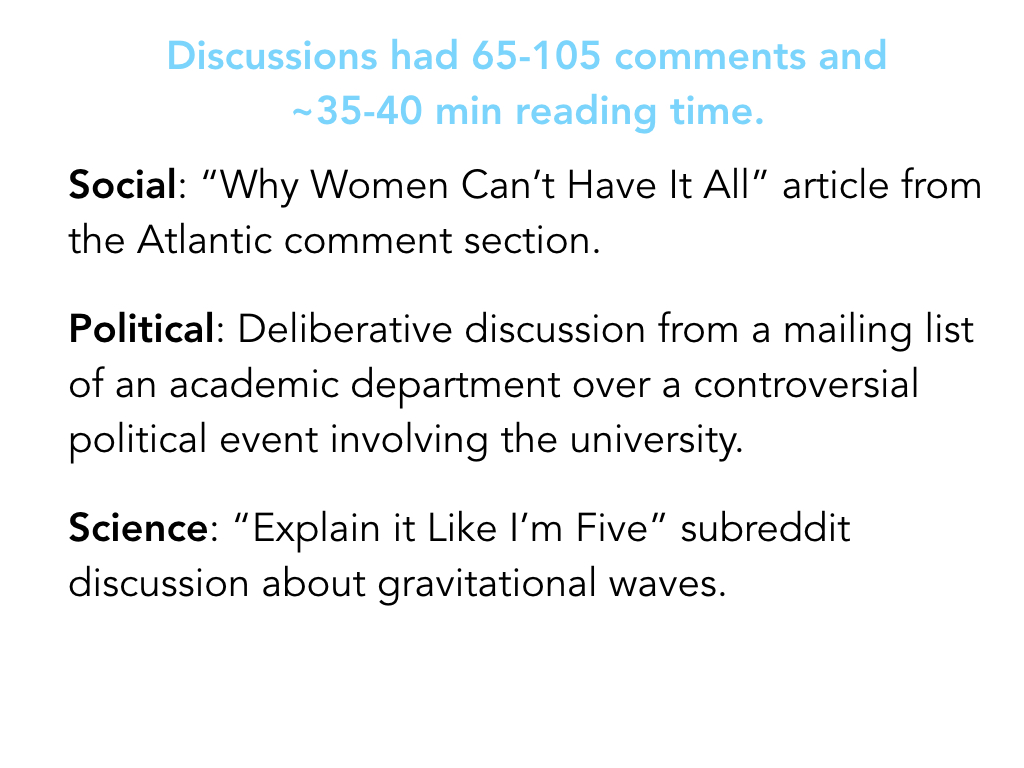 Discussions had 65-105 comments and
~35-40 min reading time.
Social: “Why Women Can’t Have It All” article from
the Atlantic comment section.
Political: Deliberative discussion from a mailing list
of an academic department over a controversial
political event involving the university.
Science: “Explain it Like I’m Five” subreddit
discussion about gravitational waves.